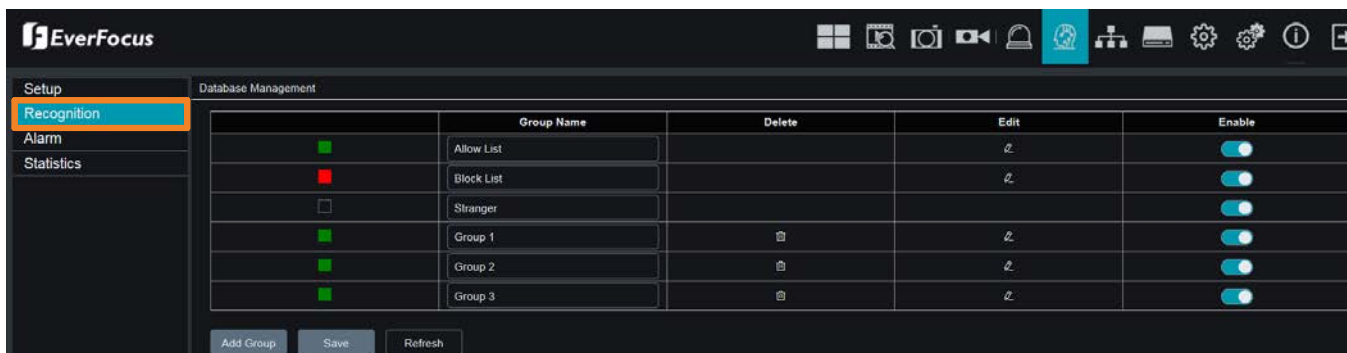 EverFocus
Setup
Recognition
Alarm
Statistics
Database Management
Group Name Delete Edit Enable
Allow List
Block List
Stranger
Group 1
Group 2
Group 3
Add Group Save Refresh